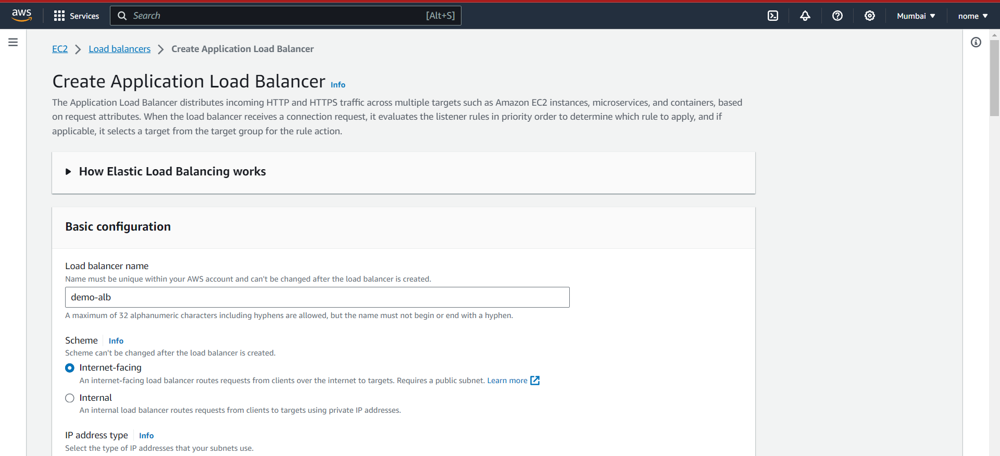 aws Services Search [Alt+S] Mumbai nome
EC2 Load balancers Create Application Load Balancer
Create Application Load Balancer Info
The Application Load Balancer distributes incoming HTTP and HTTPS traffic across multiple targets such as Amazon EC2 instances, microservices, and containers, based
on request attributes. When the load balancer receives a connection request, it evaluates the listener rules in priority order to determine which rule to apply, and if
applicable, it selects a target from the target group for the rule action.
How Elastic Load Balancing works
Basic configuration
Load balancer name
Name must be unique within your AWS account and can't be changed after the load balancer is created.
demo-alb
A maximum of 32 alphanumeric characters including hyphens are allowed, but the name must not begin or end with a hyphen.
Scheme Info
Scheme can't be changed after the load balancer is created.
Internet-facing
An internet-facing load balancer routes requests from clients over the internet to targets. Requires a public subnet. Learn more
Internal
An internal load balancer routes requests from clients to targets using private IP addresses.
IP address type Info
Select the type of IP addresses that your subnets use.